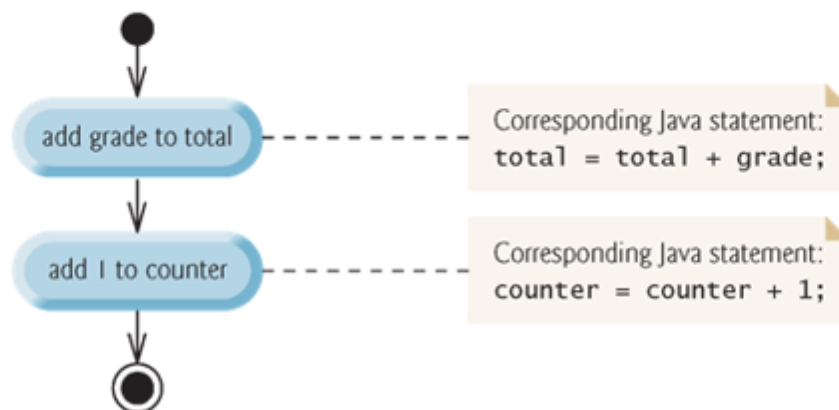 add grade to total
Corresponding Java statement:
total = total + grade;
add 1 to counter
Corresponding Java statement:
counter = counter + 1;